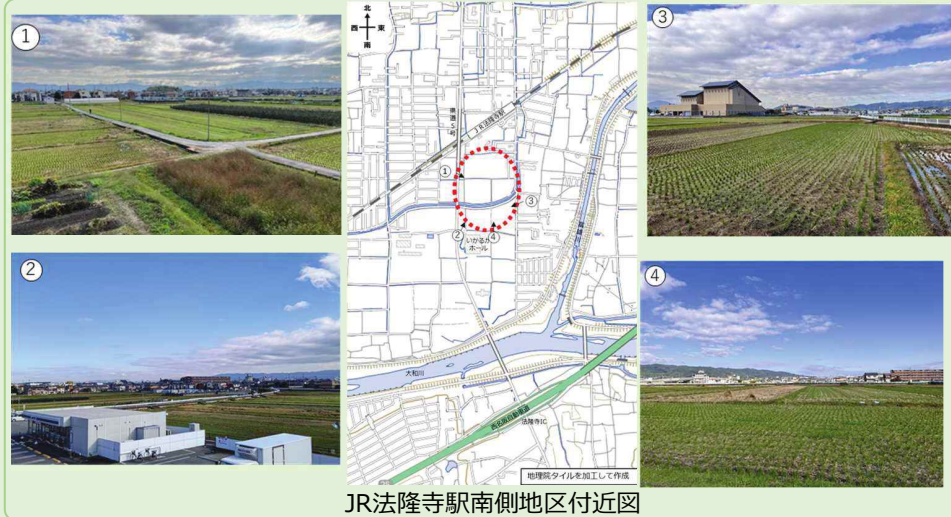 ①
②
北
西 東
南
県道5号
JR法隆寺駅
①
③
②
④
いかるが
ホール
富雄川
大和川
西名阪自動車道
法隆寺IC
地理院タイルを加工して作成
③
④
JR法隆寺駅南側地区付近図